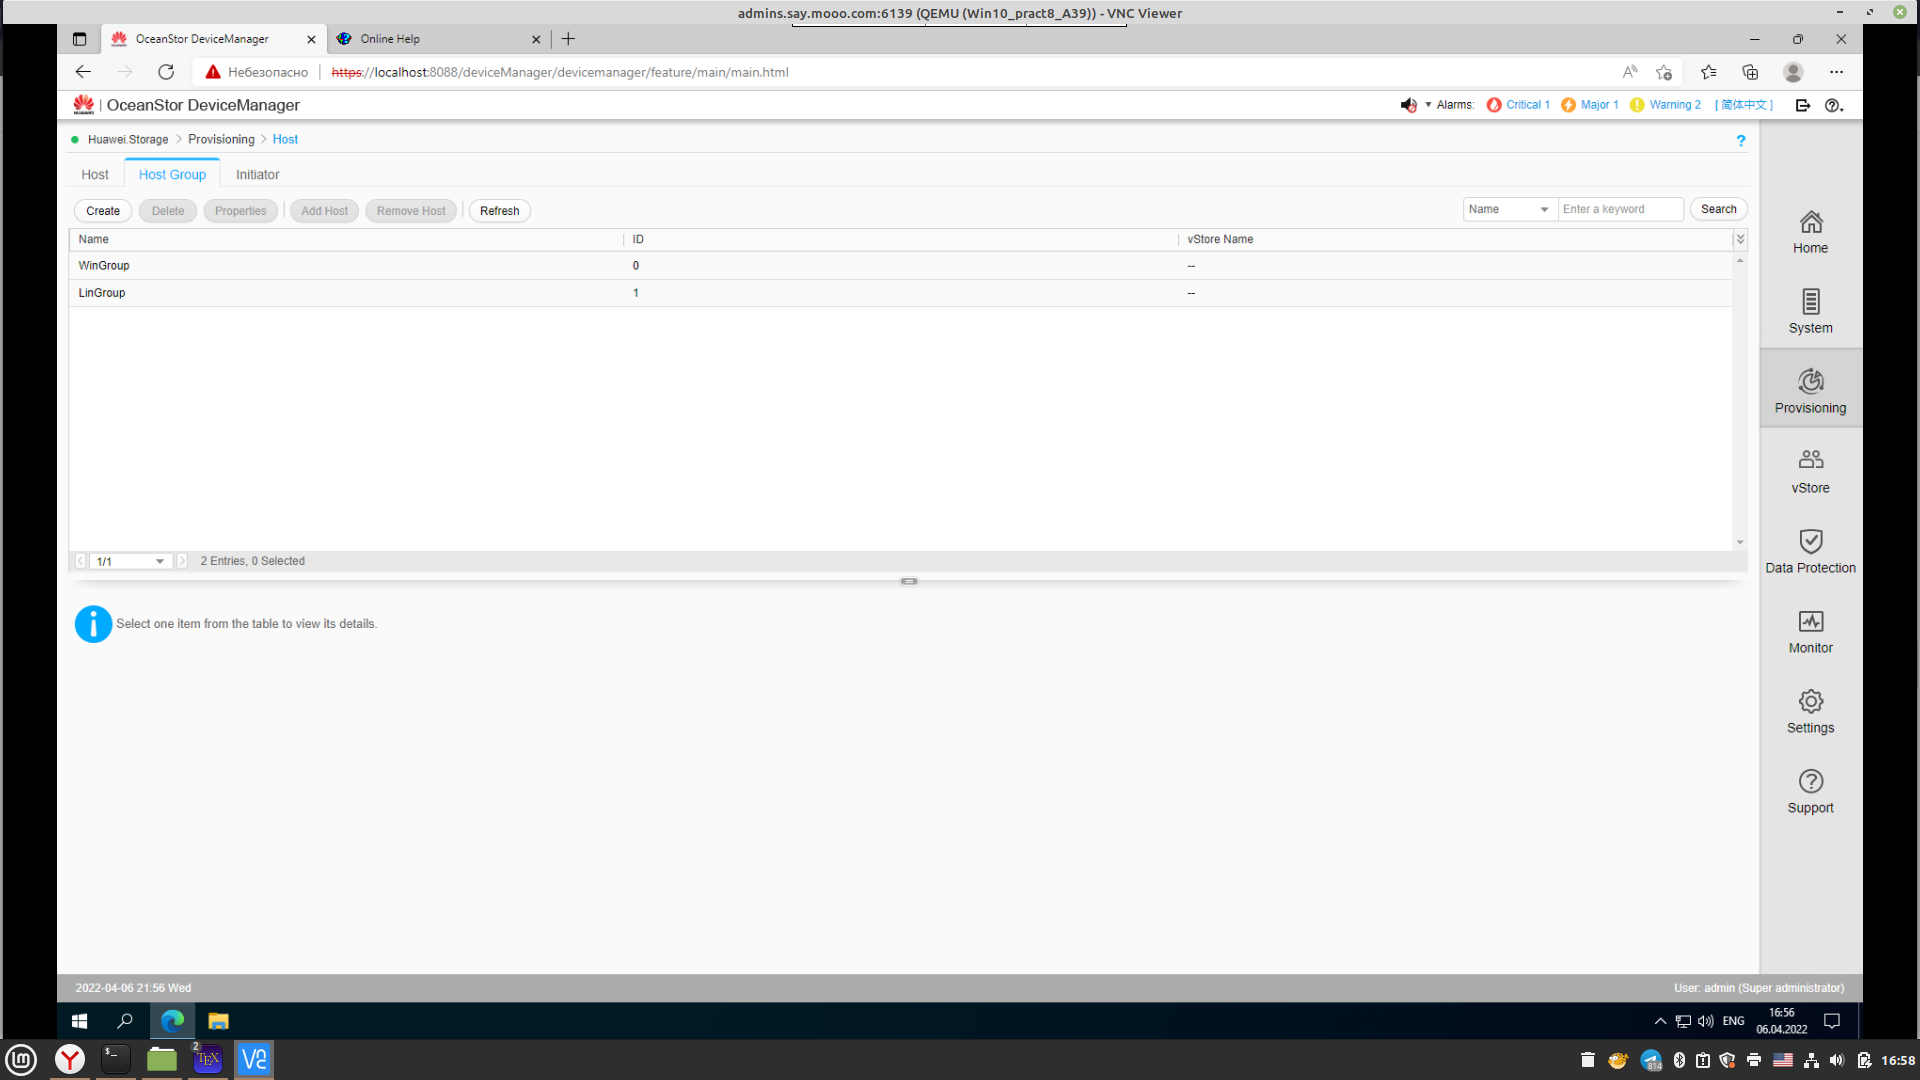 admins.say.mooo.com:6139 (QEMU (Win10_pract8_A39)) - VNC Viewer
OceanStor DeviceManager
Online Help
Небезопасно
https://localhost:8088/deviceManager/devicemanager/feature/main/main.html
HUAWEI | OceanStor DeviceManager
Alarms: Critical 1 Major 1 Warning 2 [ 简体中文 ]
Huawei.Storage > Provisioning > Host
?
Host
Host Group
Initiator
Create
Delete
Properties
Add Host
Remove Host
Refresh
Name
Enter a keyword
Search
Name ID vStore Name
WinGroup 0 --
LinGroup 1 --
1/1
2 Entries, 0 Selected
Select one item from the table to view its details.
Home
System
Provisioning
vStore
Data Protection
Monitor
Settings
Support
2022-04-06 21:56 Wed
User: admin (Super administrator)
ENG
16:56
06.04.2022
2
TEX
814
16:58